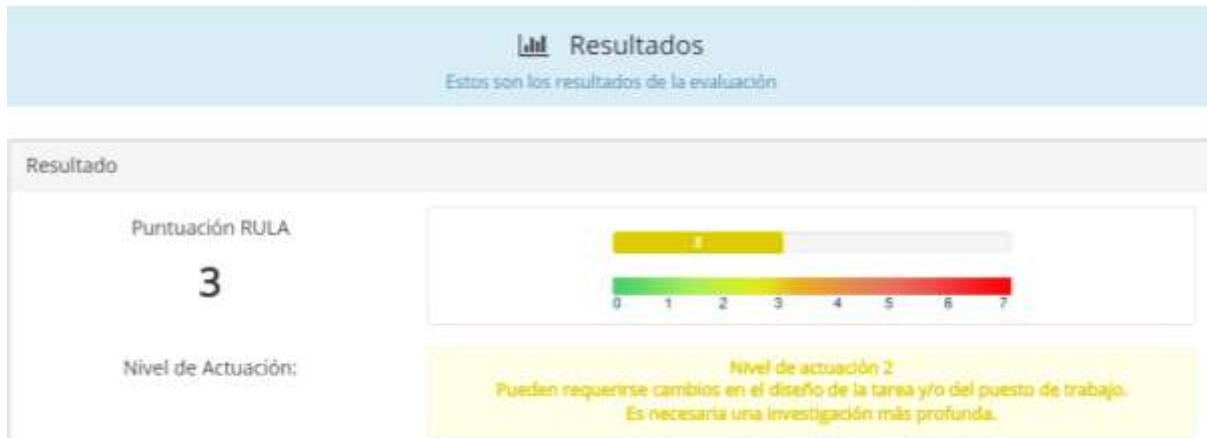 Resultados
Estos son los resultados de la evaluación
Resultado
Puntuación RULA
3
3
0 1 2 3 4 5 6 7
Nivel de Actuación:
Nivel de actuación 2
Pueden requerirse cambios en el diseño de la tarea y/o del puesto de trabajo.
Es necesaria una investigación más profunda.